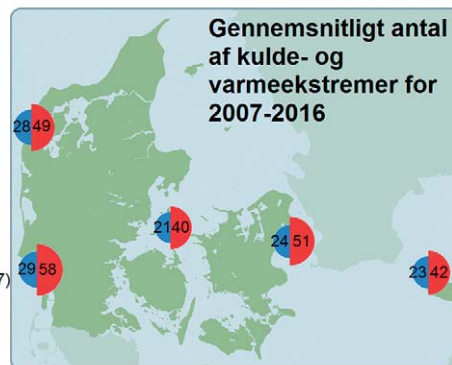 Gennemsnitligt antal
af kulde- og
varmeekstremer for
2007-2016
28 49
21 40
24 51
29 58
23 42
7)